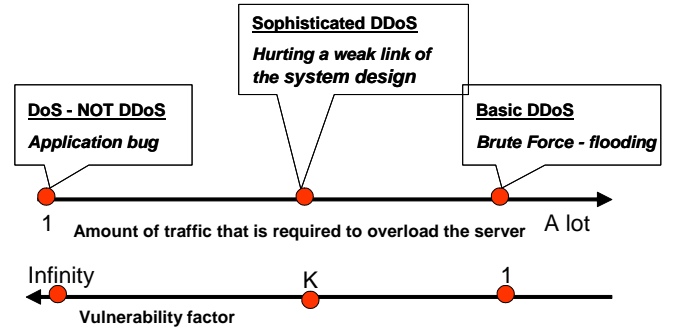 Sophisticated DDoS
Hurting a weak link of
the system design
DoS - NOT DDoS
Application bug
Basic DDoS
Brute Force - flooding
1
Amount of traffic that is required to overload the server
A lot
Infinity
K
1
Vulnerability factor